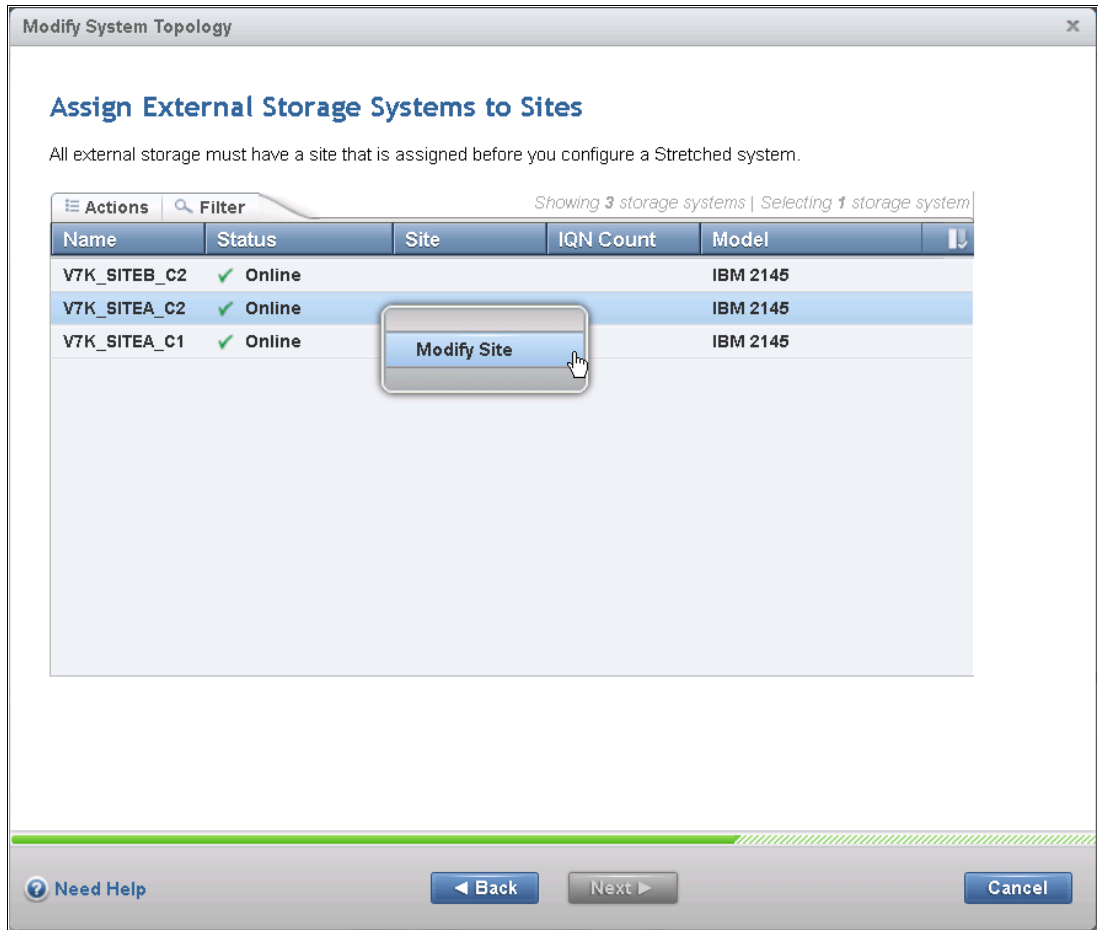 Modify System Topology x
Assign External Storage Systems to Sites
All external storage must have a site that is assigned before you configure a Stretched system.
Actions Filter Showing 3 storage systems | Selecting 1 storage system
Name Status Site IQN Count Model
V7K_SITEB_C2 Online IBM 2145
V7K_SITEA_C2 Online IBM 2145
V7K_SITEA_C1 Online IBM 2145
Modify Site
Need Help Back Next Cancel